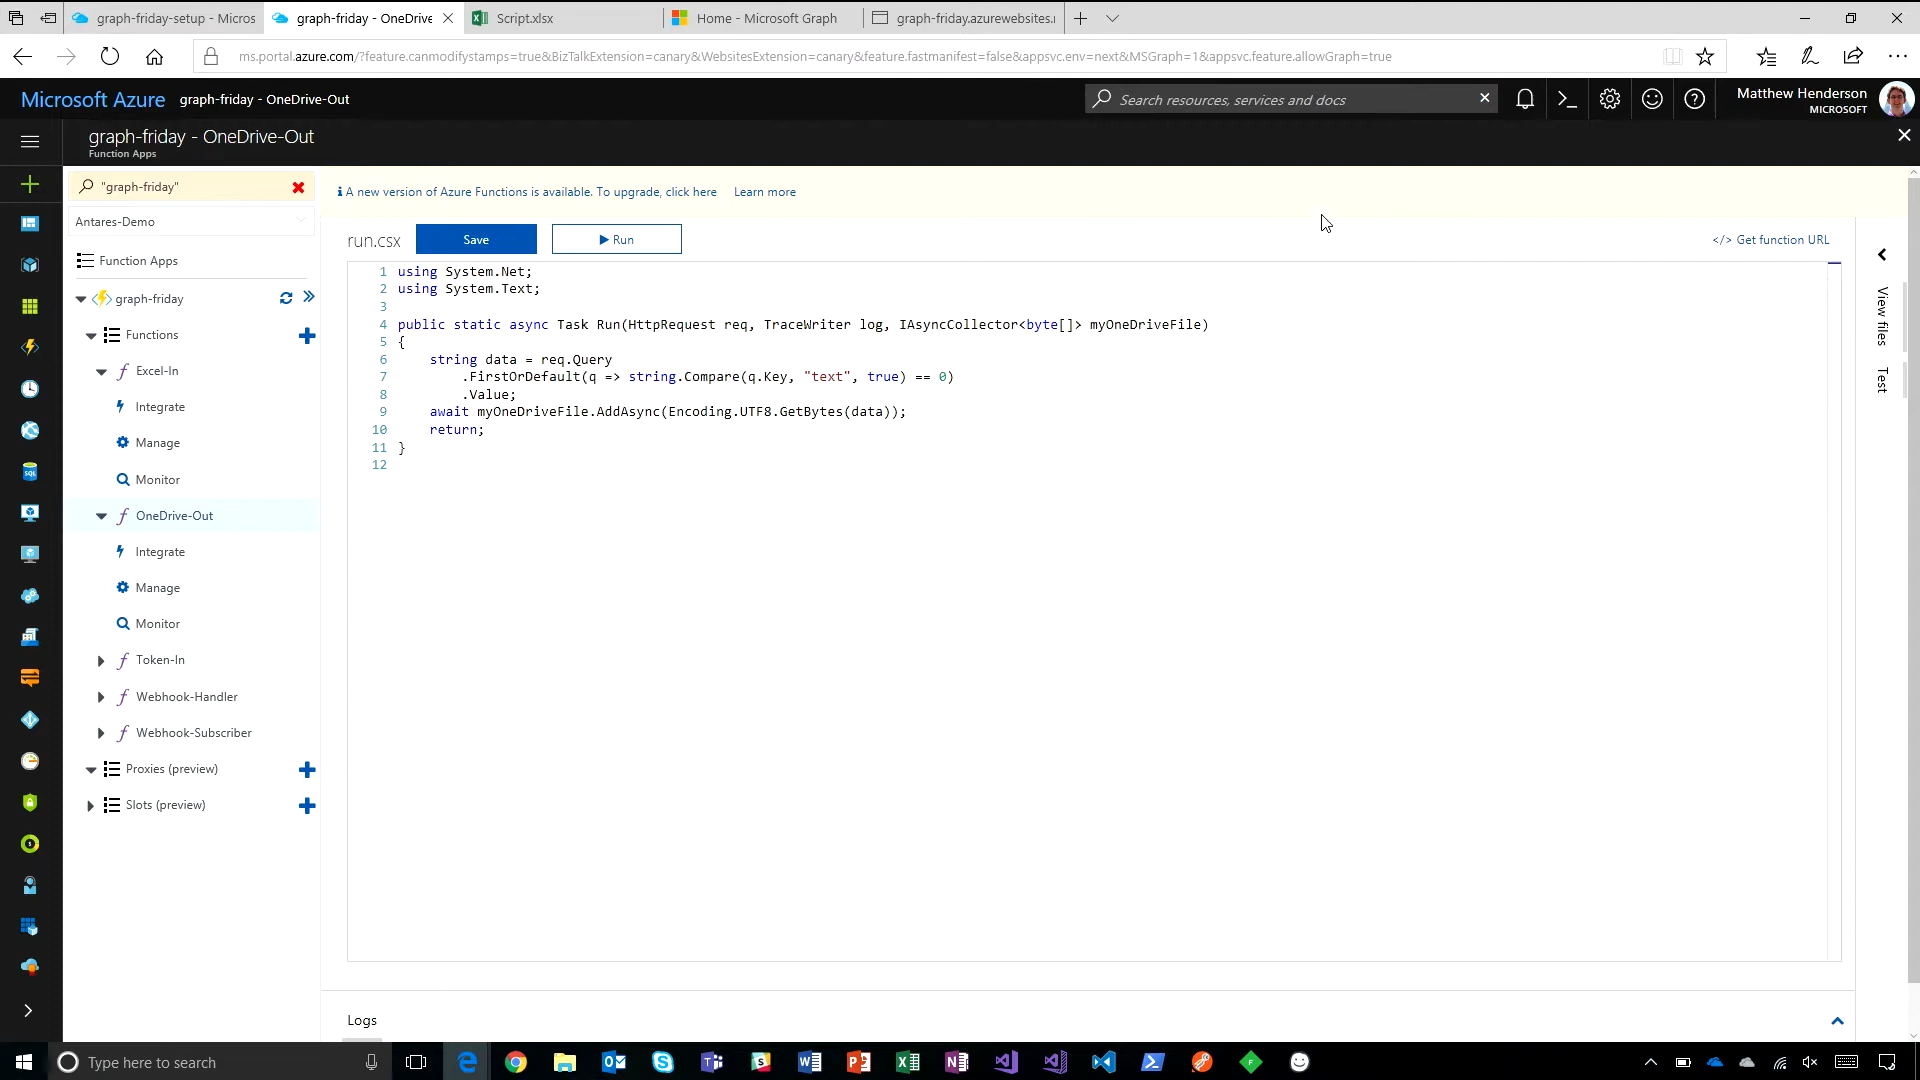 graph-friday-setup - Micros
graph-friday - OneDrive
Script.xlsx
Home - Microsoft Graph
graph-friday.azurewebsites.
ms.portal.azure.com/?feature.canmodifystamps=true&BizTalkExtension=canary&WebsitesExtension=canary&feature.fastmanifest=false&appsvc.env=next&MSGraph=1&appsvc.feature.allowGraph=true
Microsoft Azure graph-friday - OneDrive-Out
Search resources, services and docs
Matthew Henderson
MICROSOFT
graph-friday - OneDrive-Out
Function Apps
"graph-friday"
Antares-Demo
Function Apps
graph-friday
Functions
Excel-In
Integrate
Manage
Monitor
OneDrive-Out
Integrate
Manage
Monitor
Token-In
Webhook-Handler
Webhook-Subscriber
Proxies (preview)
Slots (preview)
A new version of Azure Functions is available. To upgrade, click here Learn more
run.csx Save Run </> Get function URL
1 using System.Net;
2 using System.Text;
3
4 public static async Task Run(HttpRequest req, TraceWriter log, IAsyncCollector<byte[]> myOneDriveFile)
5 {
6 string data = req.Query
7 .FirstOrDefault(q => string.Compare(q.Key, "text", true) == 0)
8 .Value;
9 await myOneDriveFile.AddAsync(Encoding.UTF8.GetBytes(data));
10 return;
11 }
12
View files
Test
Logs
Type here to search